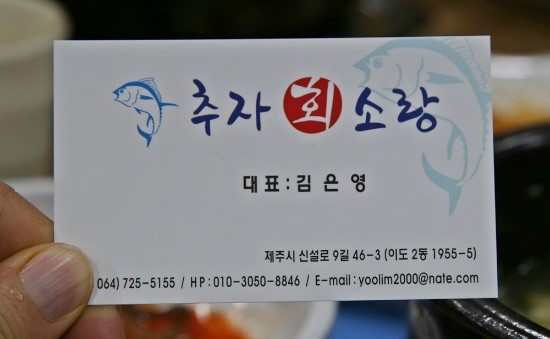 추자 회 소랑
대표 : 김 은 영
제주시 신설로 9길 46-3 (이도 2동 1955-5)
064) 725-5155 / HP : 010-3050-8846 / E-mail : yoolim2000@nate.com